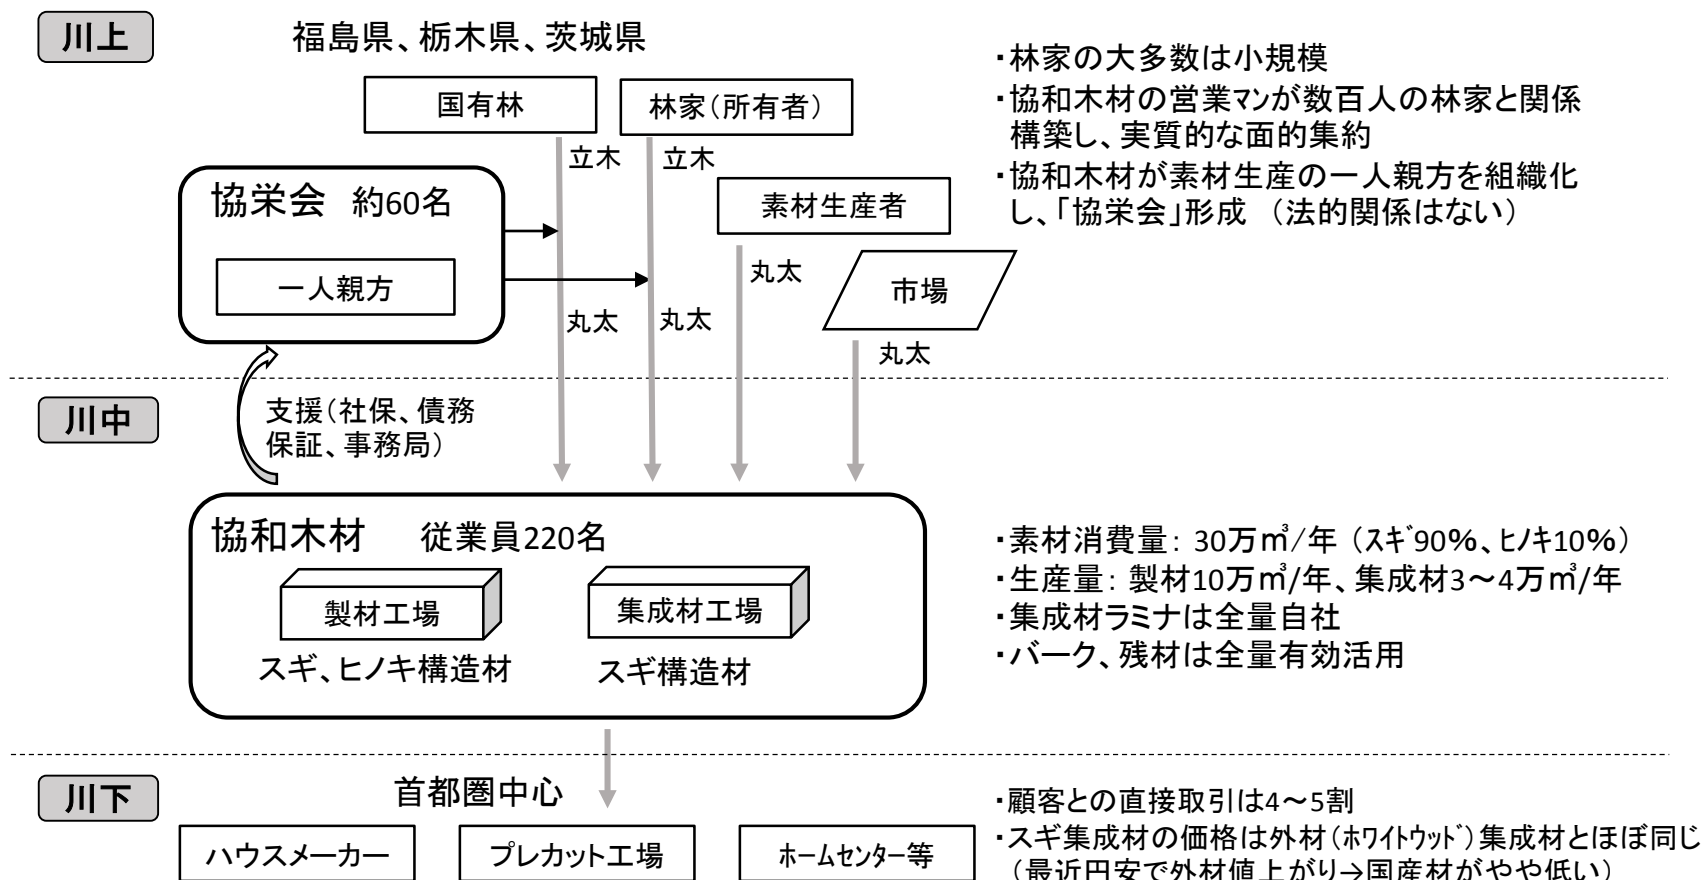 川上
福島県、栃木県、茨城県
国有林
林家(所有者)
立木
立木
協栄会 約60名
一人親方
素材生産者
市場
丸太
丸太
丸太
丸太
・林家の大多数は小規模
・協和木材の営業マンが数百人の林家と関係
構築し、実質的な面的集約
・協和木材が素材生産の一人親方を組織化
し、「協栄会」形成 (法的関係はない)
川中
支援(社保、債務
保証、事務局)
協和木材 従業員220名
製材工場
集成材工場
スギ、ヒノキ構造材
スギ構造材
・素材消費量: 30万㎥/年 (スギ90%、ヒノキ10%)
・生産量: 製材10万㎥/年、集成材3~4万㎥/年
・集成材ラミナは全量自社
・バーク、残材は全量有効活用
川下
首都圏中心
ハウスメーカー
プレカット工場
ホームセンター等
・顧客との直接取引は4~5割
・スギ集成材の価格は外材(ホワイトウッド)集成材とほぼ同じ
(最近円安で外材値上がり→国産材がやや低い)